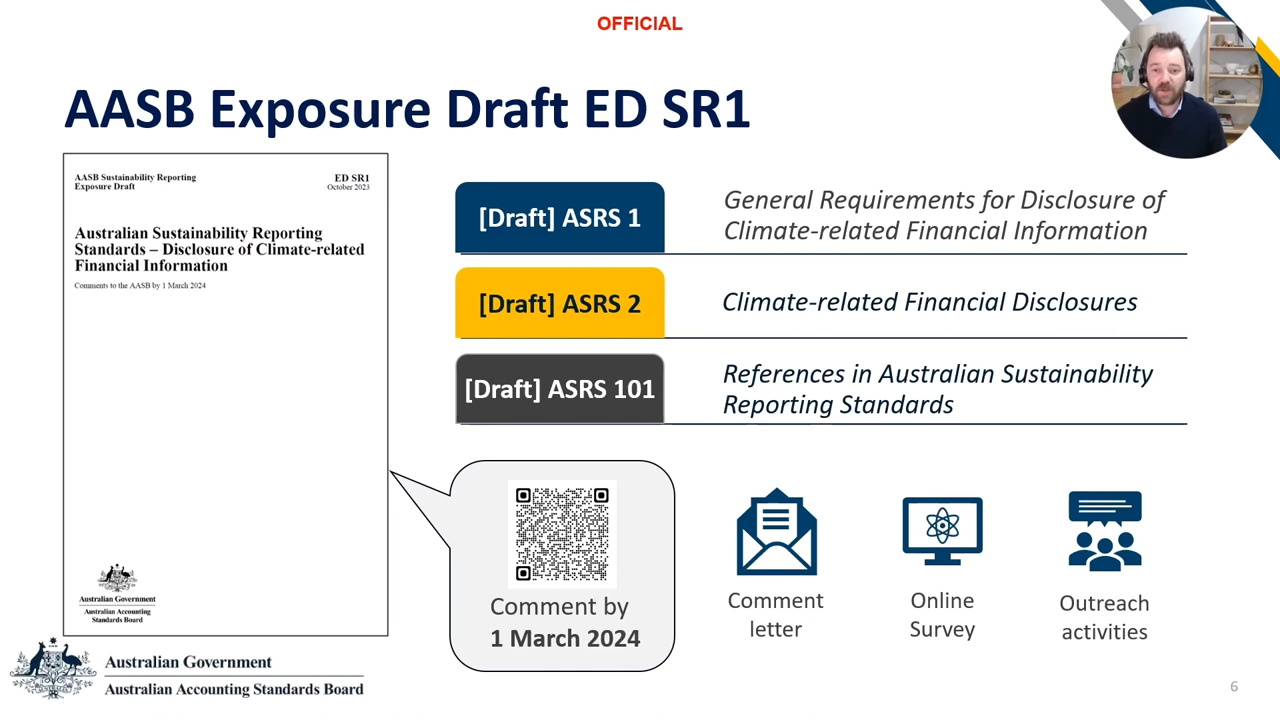 OFFICIAL
AASB Exposure Draft ED SR1
AASB Sustainability Reporting
Exposure Draft
ED SR1
October 2023
Australian Sustainability Reporting
Standards – Disclosure of Climate-related
Financial Information
Comments to the AASB by 1 March 2024
Australian Government
Australian Accounting
Standards Board
[Draft] ASRS 1
General Requirements for Disclosure of
Climate-related Financial Information
[Draft] ASRS 2
Climate-related Financial Disclosures
[Draft] ASRS 101
References in Australian Sustainability
Reporting Standards
Comment by
1 March 2024
Comment
letter
Online
Survey
Outreach
activities
Australian Government
Australian Accounting Standards Board
6